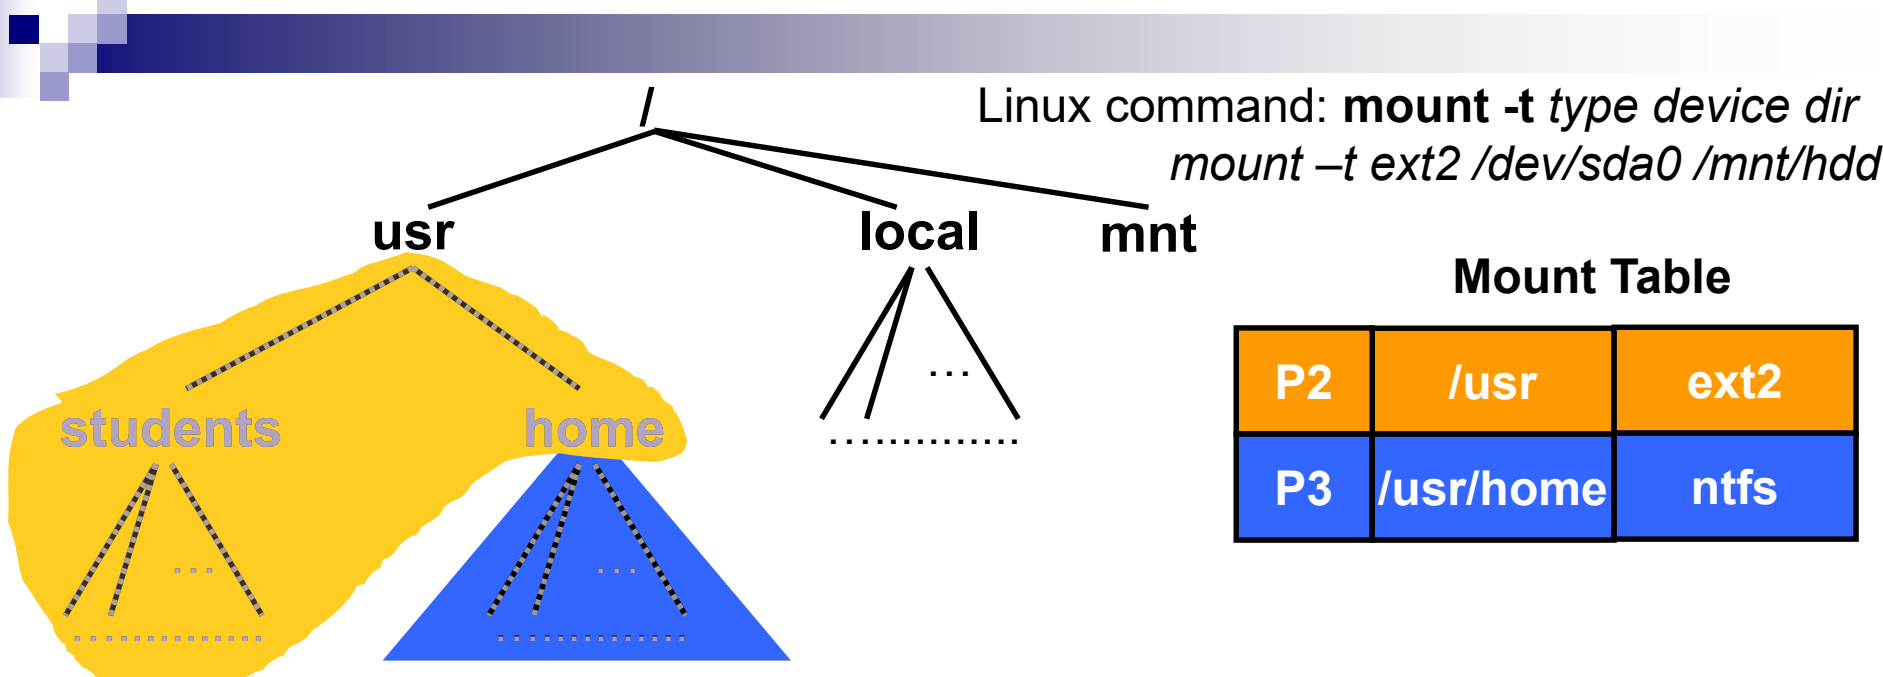 /
Linux command: mount -t type device dir
mount –t ext2 /dev/sda0 /mnt/hdd
usr local mnt
Mount Table
P2 /usr ext2
...
students home
..............
P3 /usr/home ntfs
... ...
.............. ..............